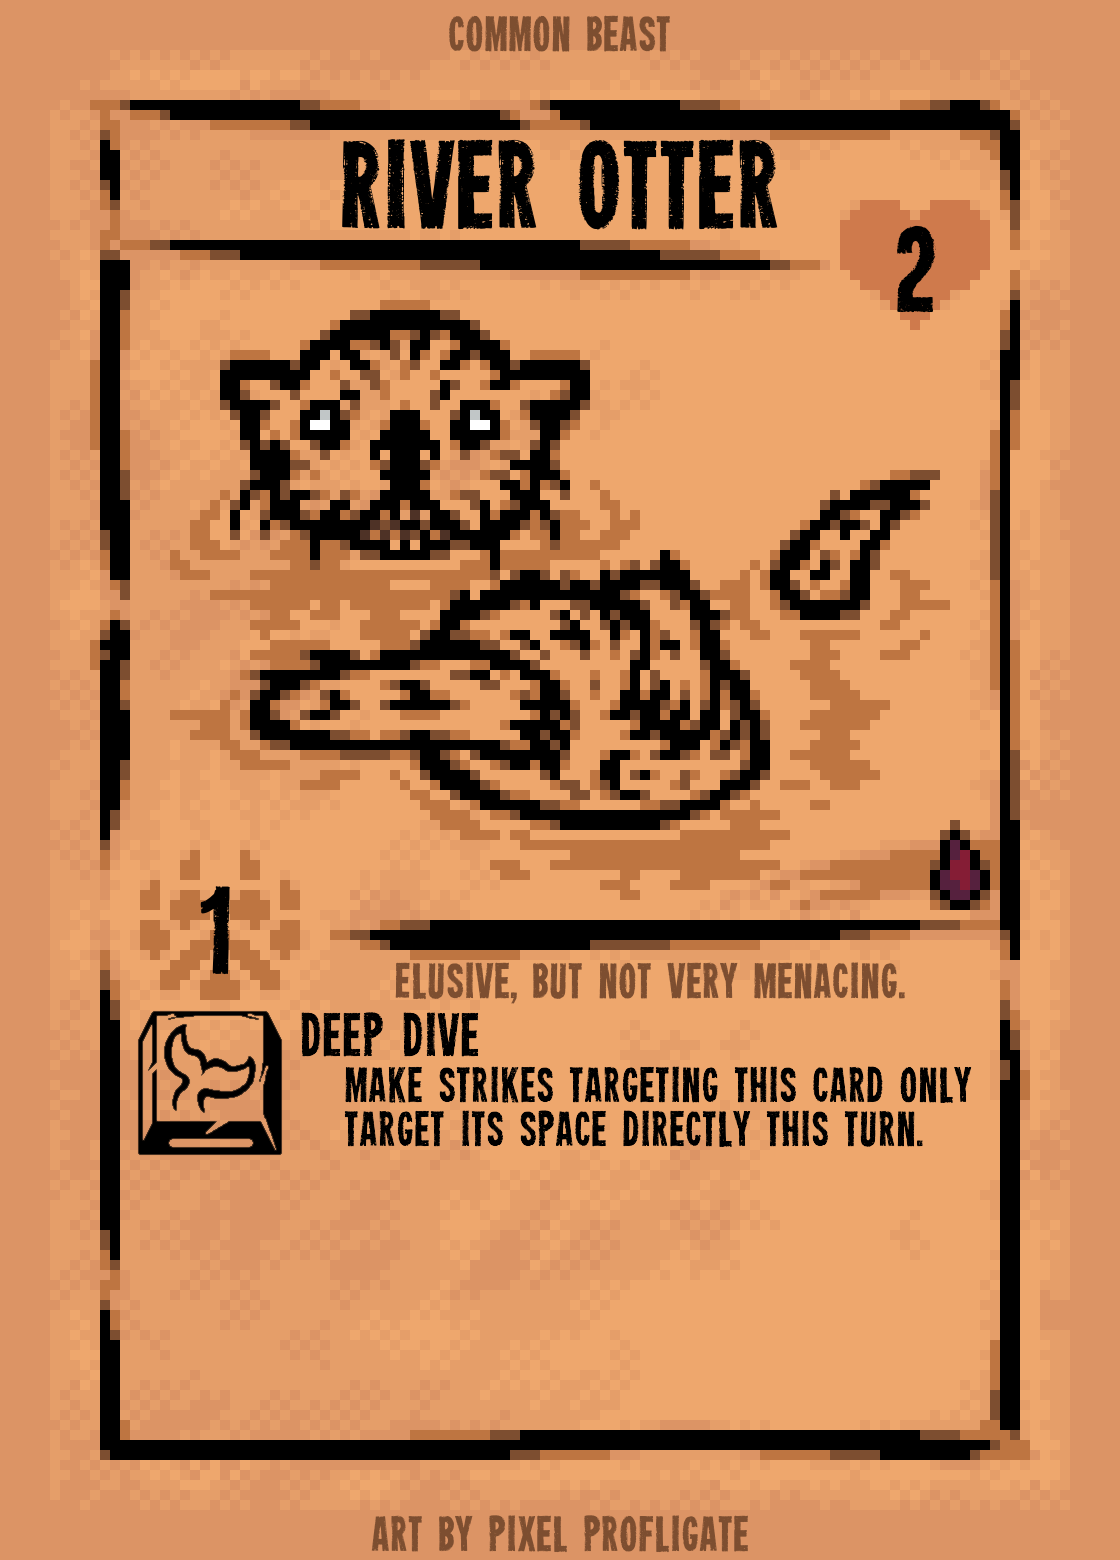 COMMON BEAST
RIVER OTTER
2
1
ELUSIVE, BUT NOT VERY MENACING.
DEEP DIVE
MAKE STRIKES TARGETING THIS CARD ONLY
TARGET ITS SPACE DIRECTLY THIS TURN.
ART BY PIXEL PROFLIGATE